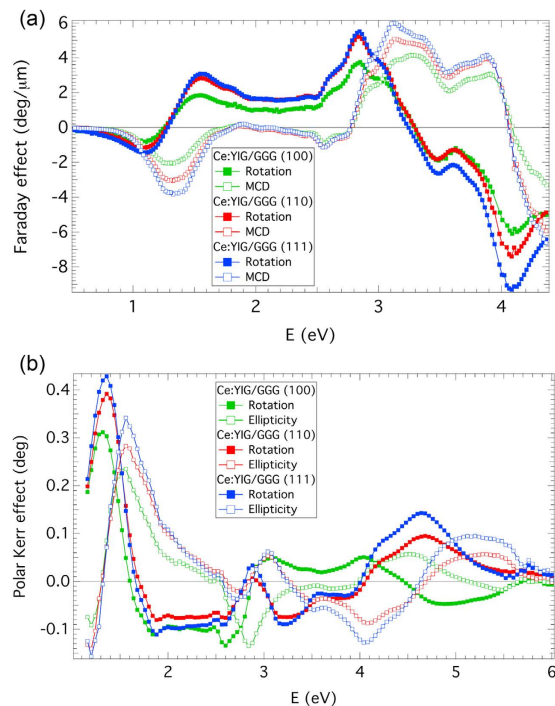 (a)
6
4
2
0
-2
-4
-6
-8
Faraday effect (deg/μm)
Ce:YIG/GGG (100)
Rotation
MCD
Ce:YIG/GGG (110)
Rotation
MCD
Ce:YIG/GGG (111)
Rotation
MCD
1 2 3 4
E (eV)
(b)
0.4
0.3
0.2
0.1
0.0
-0.1
Polar Kerr effect (deg)
Ce:YIG/GGG (100)
Rotation
Ellipticity
Ce:YIG/GGG (110)
Rotation
Ellipticity
Ce:YIG/GGG (111)
Rotation
Ellipticity
2 3 4 5 6
E (eV)